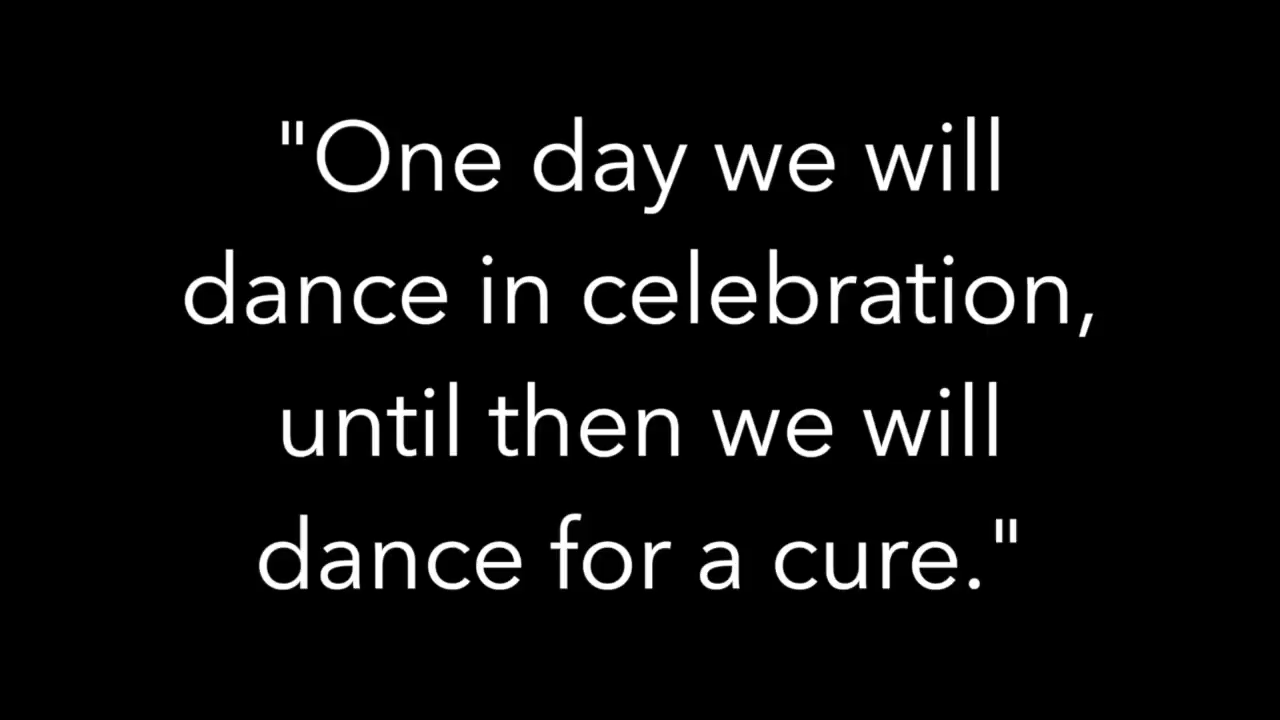 "One day we will
dance in celebration,
until then we will
dance for a cure."